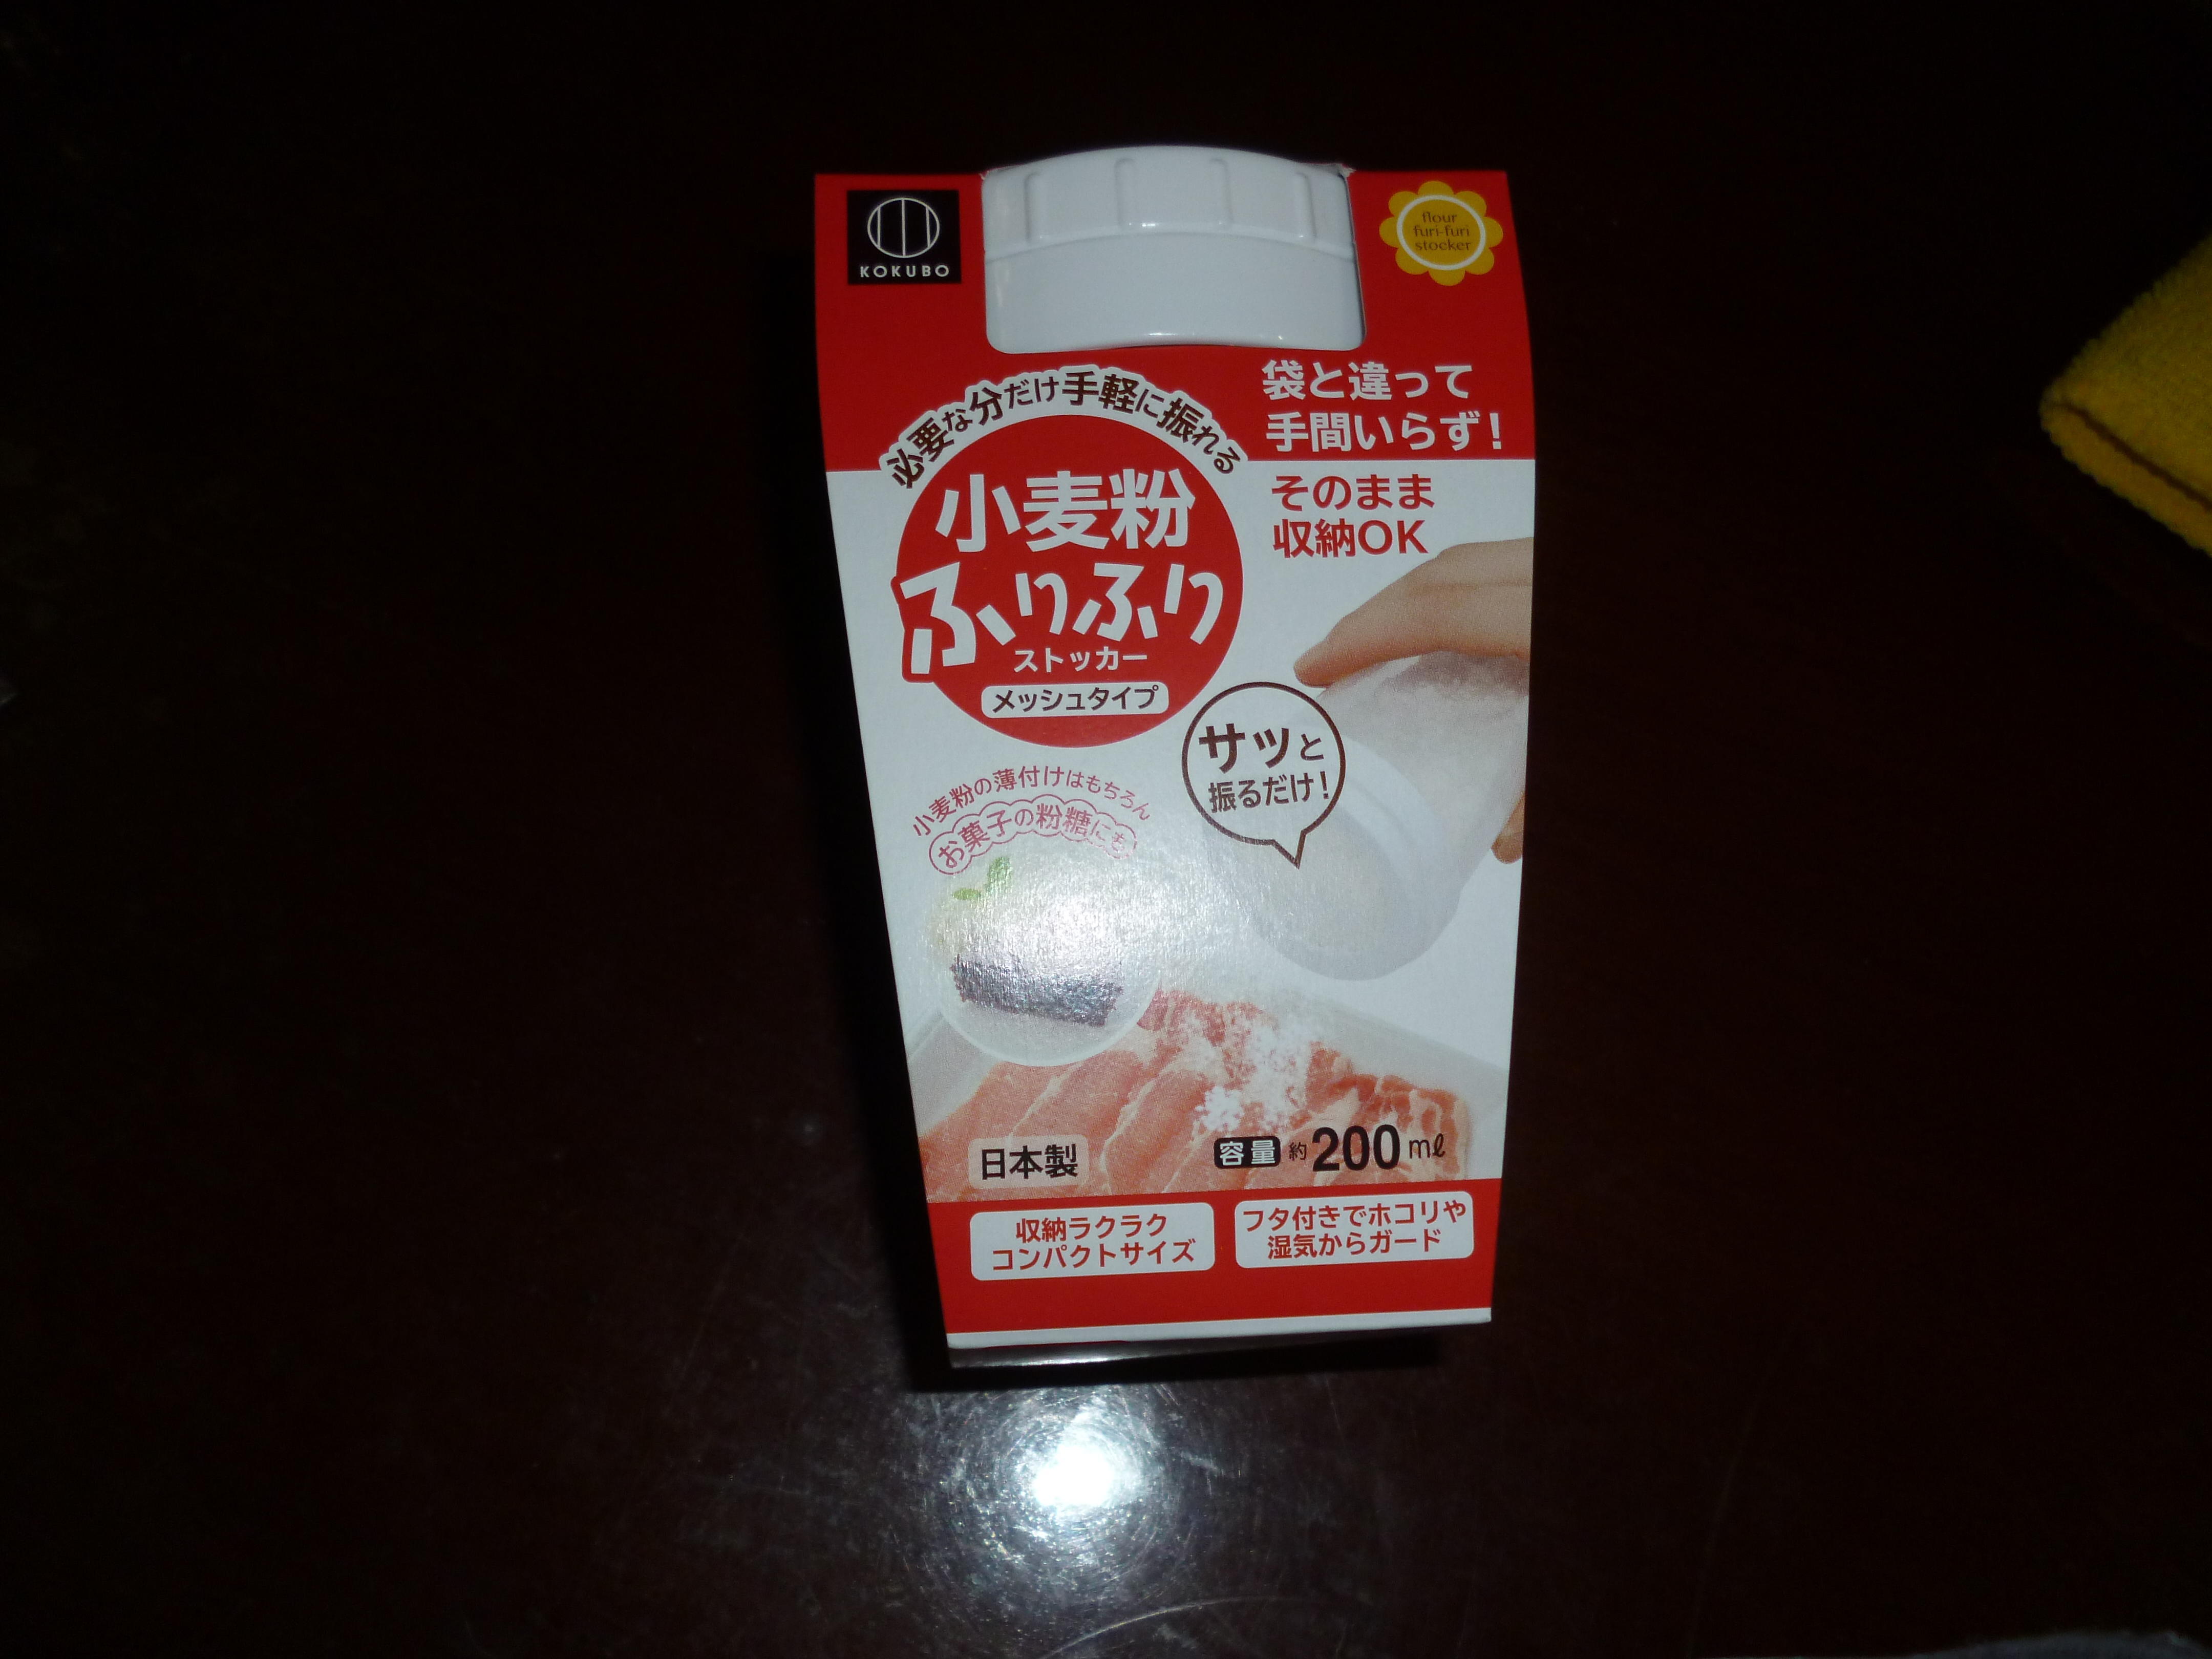 KOKUBO
flour
furi-furi
stocker
袋と違って
手間いらず!
必要な分だけ手軽に振れる
小麦粉
ふりふり
ストッカー
メッシュタイプ
そのまま
収納OK
サッと
振るだけ!
小麦粉の薄付けはもちろん
お菓子の粉糖にも!
日本製
容量 約200mℓ
収納ラクラク
コンパクトサイズ
フタ付きでホコリや
湿気からガード